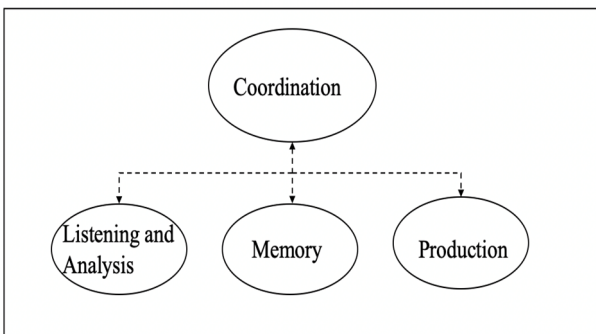 Coordination
Listening and
Analysis
Memory
Production